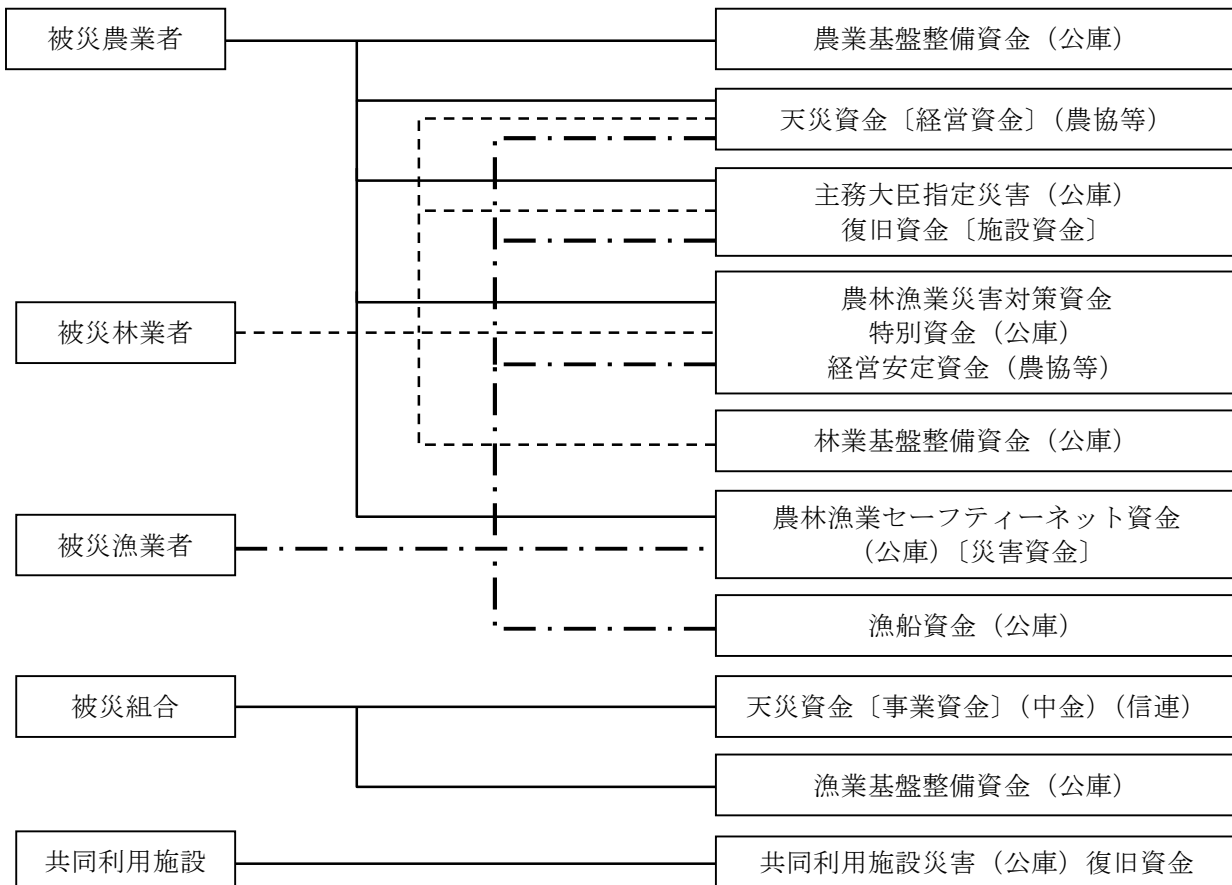 被災農業者
農業基盤整備資金（公庫）
天災資金〔経営資金〕（農協等）
主務大臣指定災害（公庫）
復旧資金〔施設資金〕
被災林業者
農林漁業災害対策資金
特別資金（公庫）
経営安定資金（農協等）
林業基盤整備資金（公庫）
被災漁業者
農林漁業セーフティーネット資金
（公庫）〔災害資金〕
漁船資金（公庫）
被災組合
天災資金〔事業資金〕（中金）（信連）
漁業基盤整備資金（公庫）
共同利用施設
共同利用施設災害（公庫）復旧資金